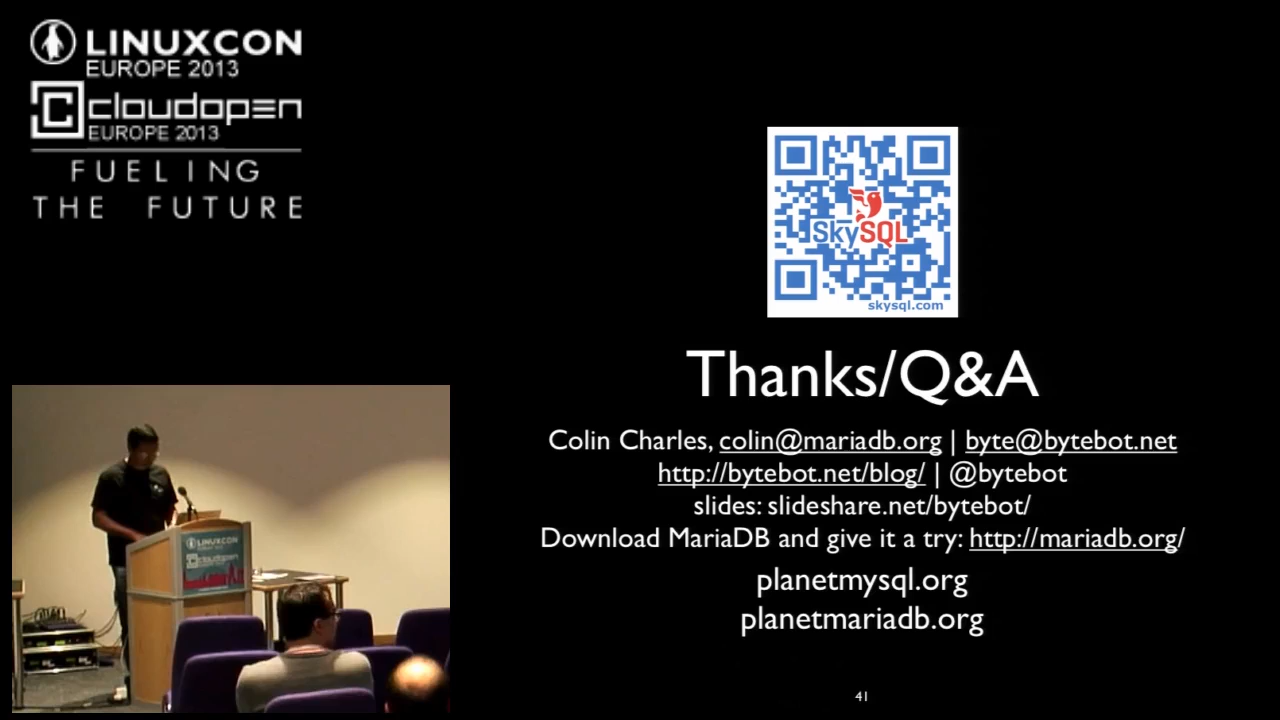 LINUXCON
EUROPE 2013
cloudopen
EUROPE 2013
FUELING
THE FUTURE
SkySQL
skysql.com
Thanks/Q&A
Colin Charles, colin@mariadb.org | byte@bytebot.net
http://bytebot.net/blog/ | @bytebot
slides: slideshare.net/bytebot/
Download MariaDB and give it a try: http://mariadb.org/
planetmysql.org
planetmariadb.org
41
LINUXCON
cloudopen